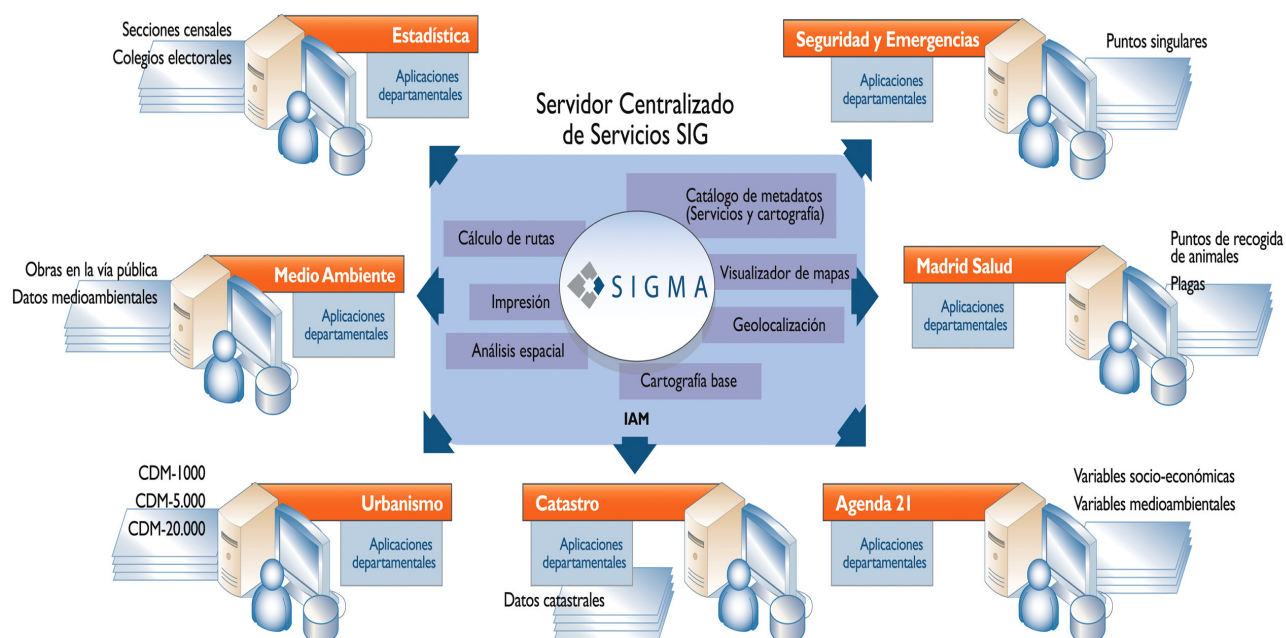 Secciones censales
Colegios electorales
Estadística
Aplicaciones
departamentales
Seguridad y Emergencias
Aplicaciones
departamentales
Puntos singulares
Servidor Centralizado
de Servicios SIG
Catálogo de metadatos
(Servicios y cartografía)
Cálculo de rutas
Visualizador de mapas
SIGMA
Impresión
Geolocalización
Análisis espacial
Cartografía base
IAM
Obras en la vía pública
Datos medioambientales
Medio Ambiente
Aplicaciones
departamentales
Madrid Salud
Aplicaciones
departamentales
Puntos de recogida
de animales
Plagas
CDM-1000
CDM-5.000
CDM-20.000
Urbanismo
Aplicaciones
departamentales
Catastro
Aplicaciones
departamentales
Datos catastrales
Agenda 21
Aplicaciones
departamentales
Variables socio-económicas
Variables medioambientales